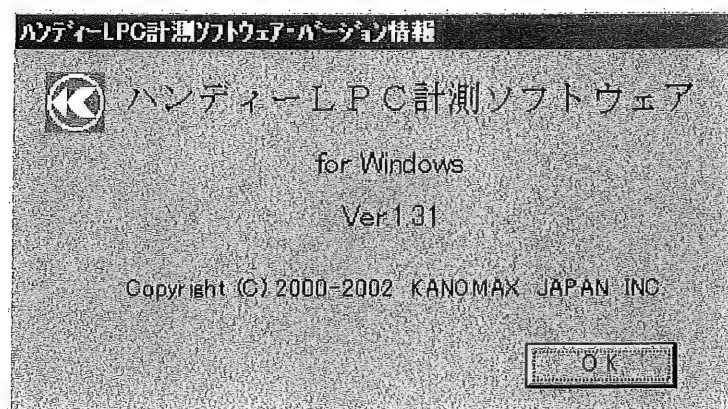 ﾊﾝﾃﾞｨｰLPC計測ｿﾌﾄｳｪｱ・ﾊﾞｰｼﾞｮﾝ情報
ハンディーＬＰＣ計測ソフトウェア
for Windows
Ver.1.31
Copyright (C) 2000-2002 KANOMAX JAPAN INC.
ＯＫ